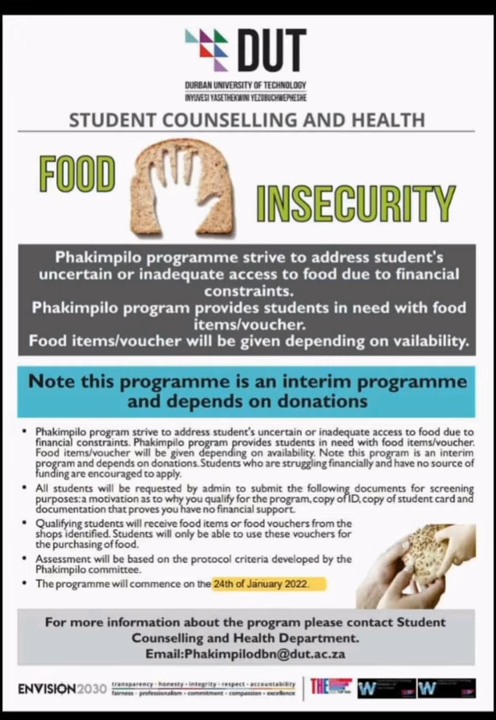 DUT
DURBAN UNIVERSITY OF TECHNOLOGY
INYUVESI YASETHEKWINI YEZOBUCHWEPHESHE
STUDENT COUNSELLING AND HEALTH
FOOD
INSECURITY
Phakimpilo programme strive to address student's
uncertain or inadequate access to food due to financial
constraints.
Phakimpilo program provides students in need with food
items/voucher.
Food items/voucher will be given depending on vailability.
Note this programme is an interim programme
and depends on donations
• Phakimpilo program strive to address student's uncertain or inadequate access to food due to
financial constraints. Phakimpilo program provides students in need with food items/voucher.
Food items/voucher will be given depending on availability. Note this program is an interim
program and depends on donations. Students who are struggling financially and have no source of
funding are encouraged to apply.
• All students will be requested by admin to submit the following documents for screening
purposes: a motivation as to why you qualify for the program, copy of ID, copy of student card and
documentation that proves you have no financial support.
• Qualifying students will receive food items or food vouchers from the
shops identified. Students will only be able to use these vouchers for
the purchasing of food.
• Assessment will be based on the protocol criteria developed by the
Phakimpilo committee.
• The programme will commence on the 24th of January 2022.
For more information about the program please contact Student
Counselling and Health Department.
Email:Phakimpilodbn@dut.ac.za
ENVISION2030
transparency • honesty • integrity • respect • accountability
fairness • professionalism • commitment • compassion • excellence
THE
W
W